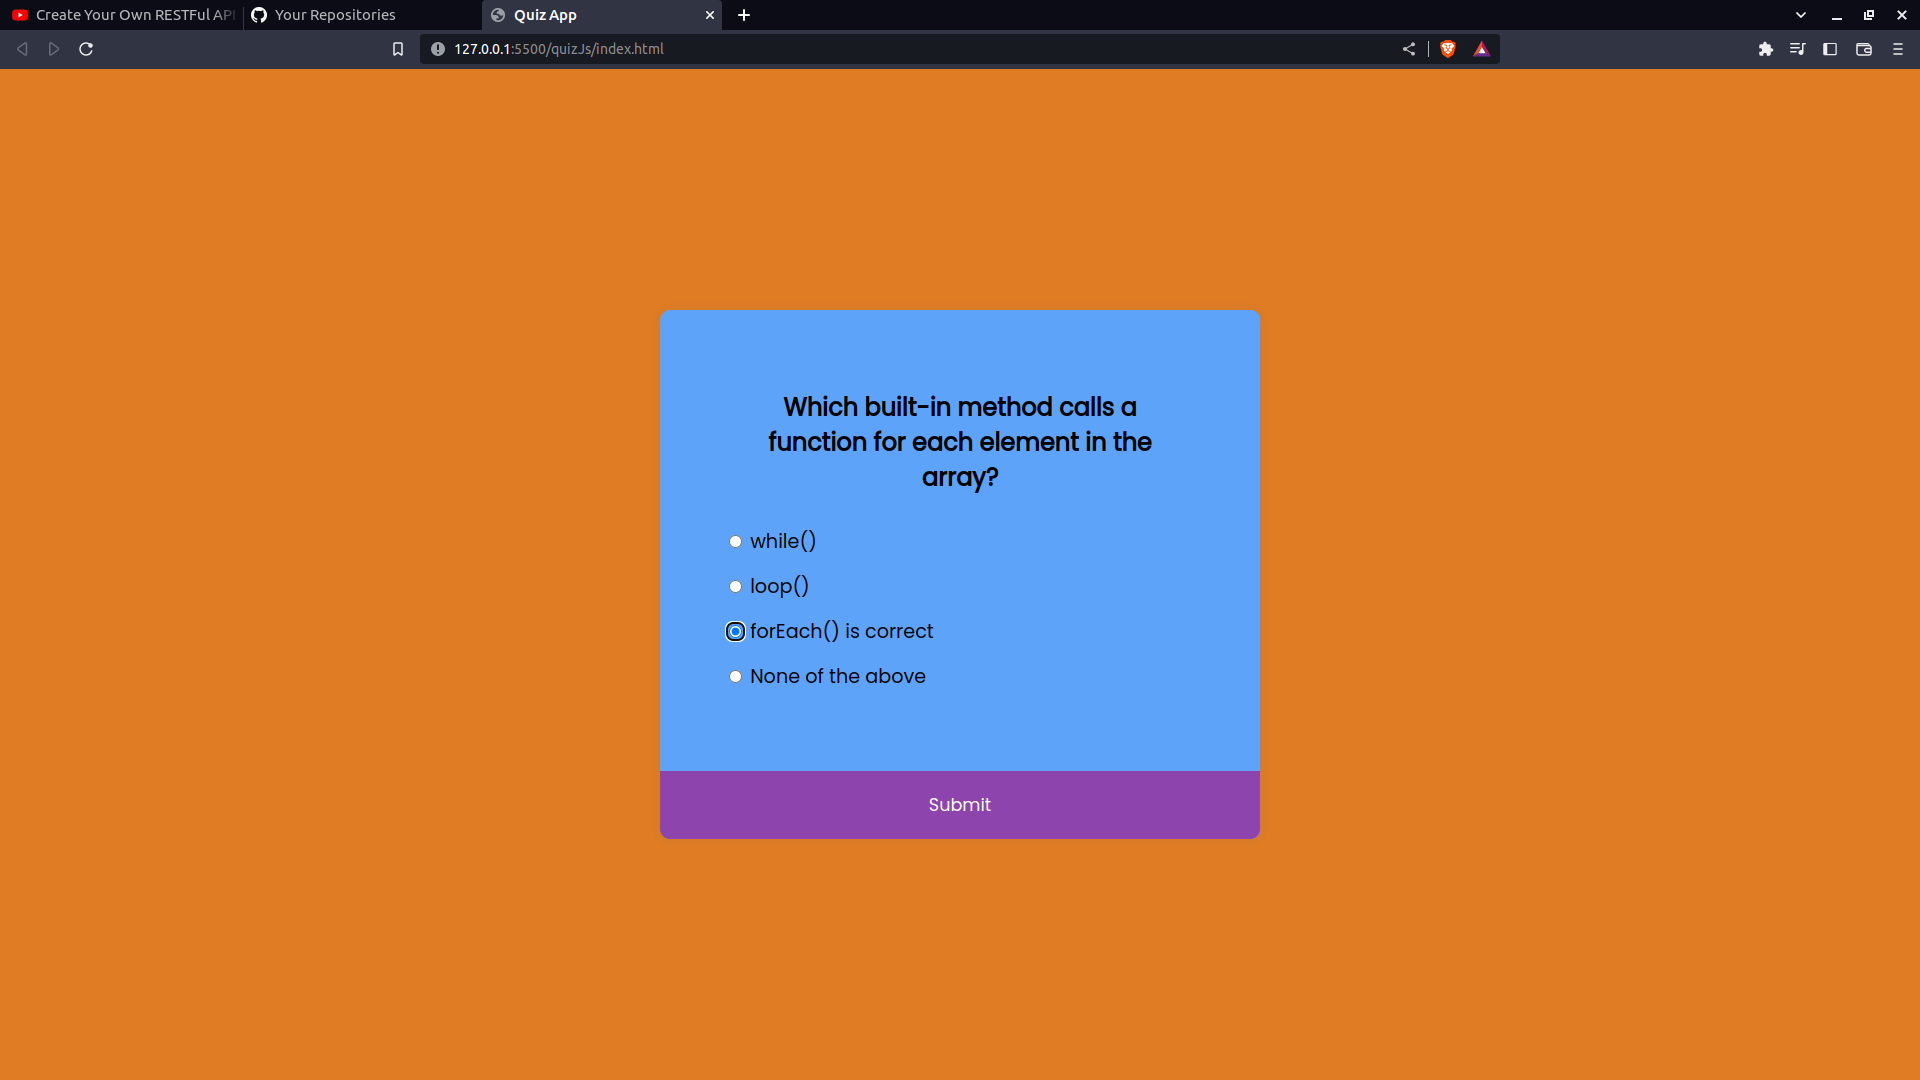 Create Your Own RESTFul API
Your Repositories
Quiz App
127.0.0.1:5500/quizJs/index.html
Which built-in method calls a
function for each element in the
array?
while()
loop()
forEach() is correct
None of the above
Submit